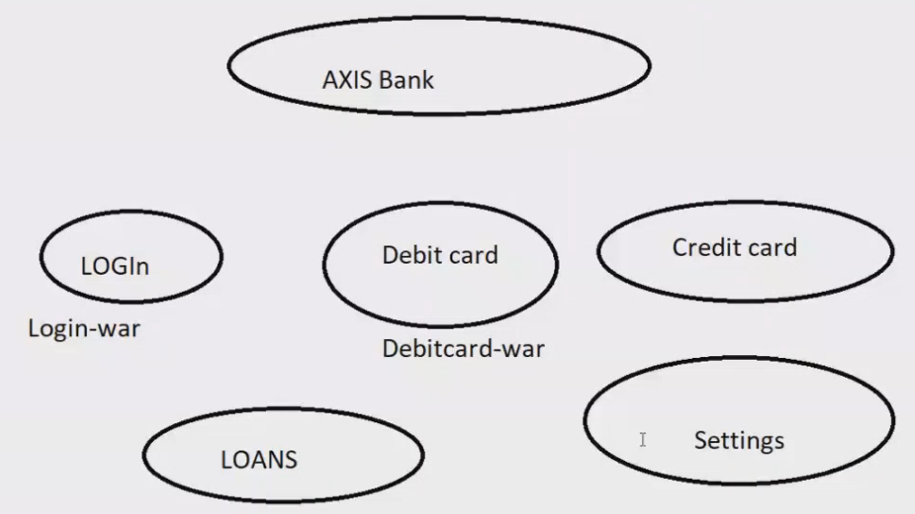 AXIS Bank
LOGIn
Debit card
Credit card
Login-war
Debitcard-war
LOANS
Settings